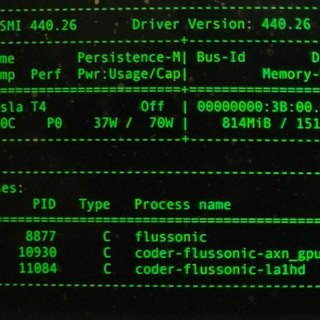 SMI 440.26 Driver Version: 440.26
me Persistence-M| Bus-Id D
mp Perf Pwr:Usage/Cap| Memory-
sla T4 Off | 00000000:3B:00.
0C P0 37W / 70W | 814MiB / 151
es:
PID Type Process name
8877 C flussonic
10930 C coder-flussonic-axn_gpu
11084 C coder-flussonic-la1hd